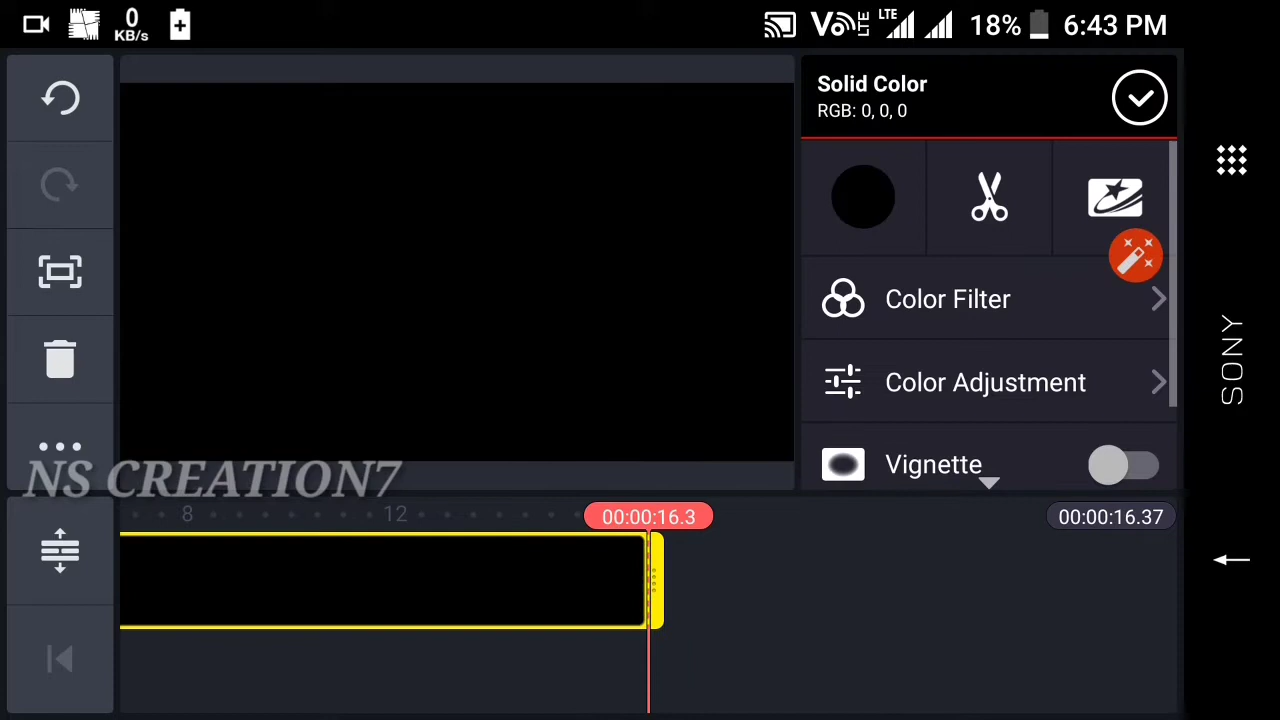 0
KB/s
VoLTE
LTE
18%
6:43 PM
Solid Color
RGB: 0, 0, 0
Color Filter
Color Adjustment
Vignette
NS CREATION7
8
12
00:00:16.3
00:00:16.37
SONY